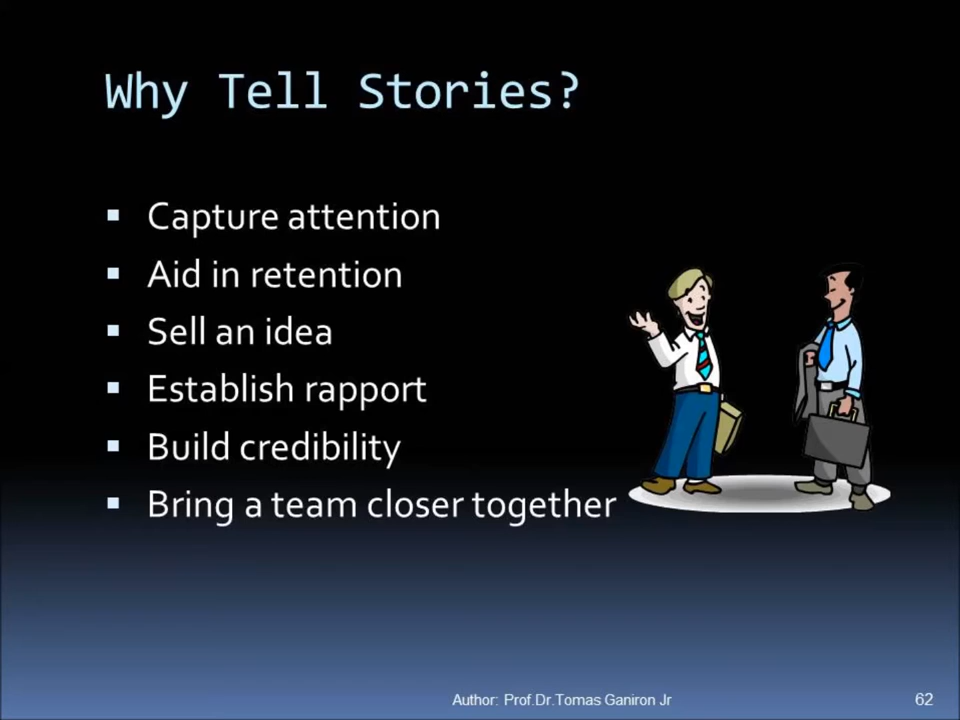 Why Tell Stories?
Capture attention
Aid in retention
Sell an idea
Establish rapport
Build credibility
Bring a team closer together
Author: Prof.Dr.Tomas Ganiron Jr
62